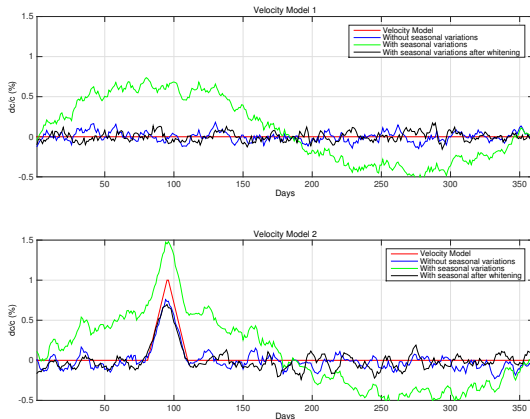 Velocity Model 1
1.5
1
0.5
0
-0.5
dc/c (%)
Velocity Model
Without seasonal variations
With seasonal variations
With seasonal variations after whitening
50
100
150
200
250
300
350
Days
Velocity Model 2
1.5
1
0.5
0
-0.5
dc/c (%)
Velocity Model
Without seasonal variations
With seasonal variations
With seasonal after whitening
50
100
150
200
250
300
350
Days